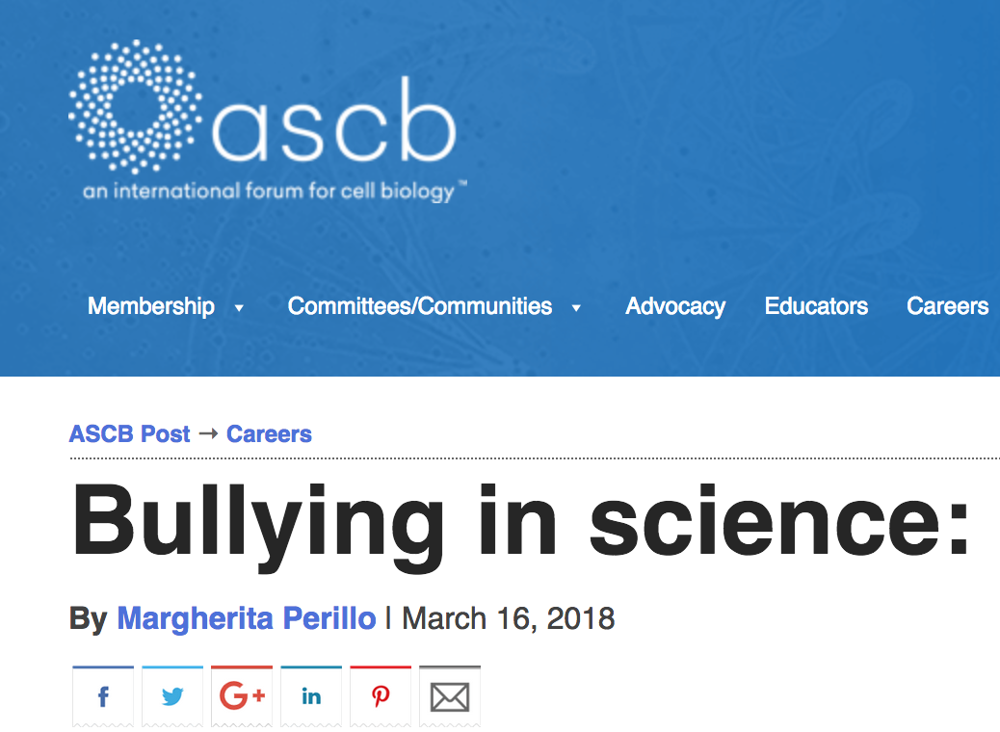 ascb
an international forum for cell biology™
Membership ▾ Committees/Communities ▾ Advocacy Educators Careers
ASCB Post → Careers
Bullying in science:
By Margherita Perillo | March 16, 2018
f G+ in